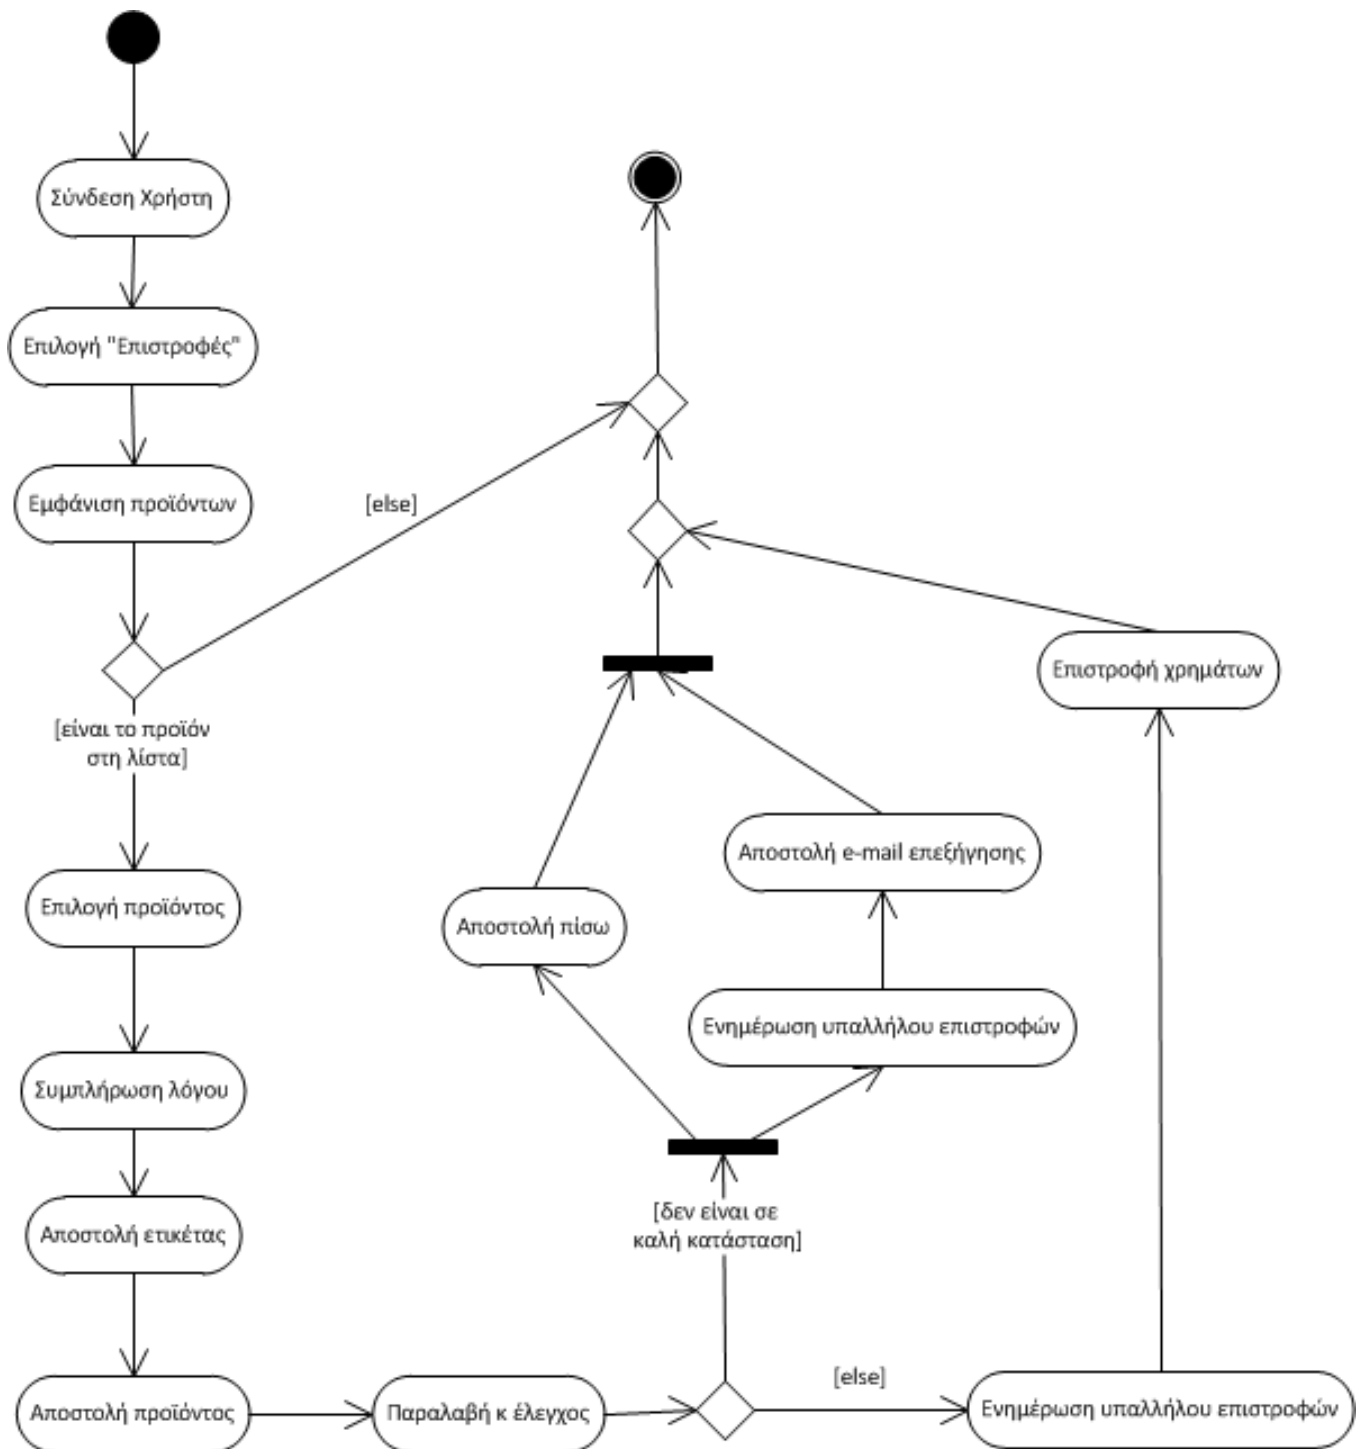 Σύνδεση Χρήστη
Επιλογή "Επιστροφές"
Εμφάνιση προϊόντων
[else]
[είναι το προϊόν
στη λίστα]
Επιστροφή χρημάτων
Αποστολή e-mail επεξήγησης
Επιλογή προϊόντος
Αποστολή πίσω
Ενημέρωση υπαλλήλου επιστροφών
Συμπλήρωση λόγου
[δεν είναι σε
καλή κατάσταση]
Αποστολή ετικέτας
[else]
Αποστολή προϊόντος
Παραλαβή κ έλεγχος
Ενημέρωση υπαλλήλου επιστροφών